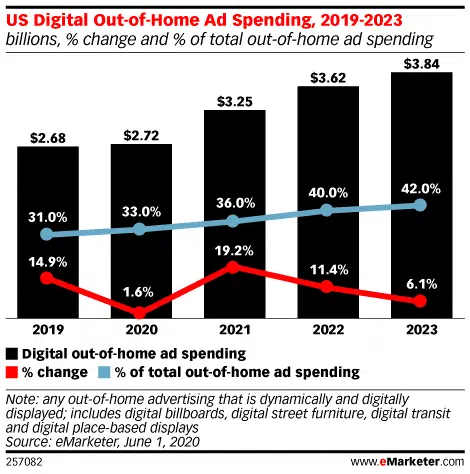 US Digital Out-of-Home Ad Spending, 2019-2023
billions, % change and % of total out-of-home ad spending
$2.68
$2.72
$3.25
$3.62
$3.84
31.0%
33.0%
36.0%
40.0%
42.0%
14.9%
1.6%
19.2%
11.4%
6.1%
2019
2020
2021
2022
2023
Digital out-of-home ad spending
% change
% of total out-of-home ad spending
Note: any out-of-home advertising that is dynamically and digitally
displayed; includes digital billboards, digital street furniture, digital transit
and digital place-based displays
Source: eMarketer, June 1, 2020
257082
www.eMarketer.com